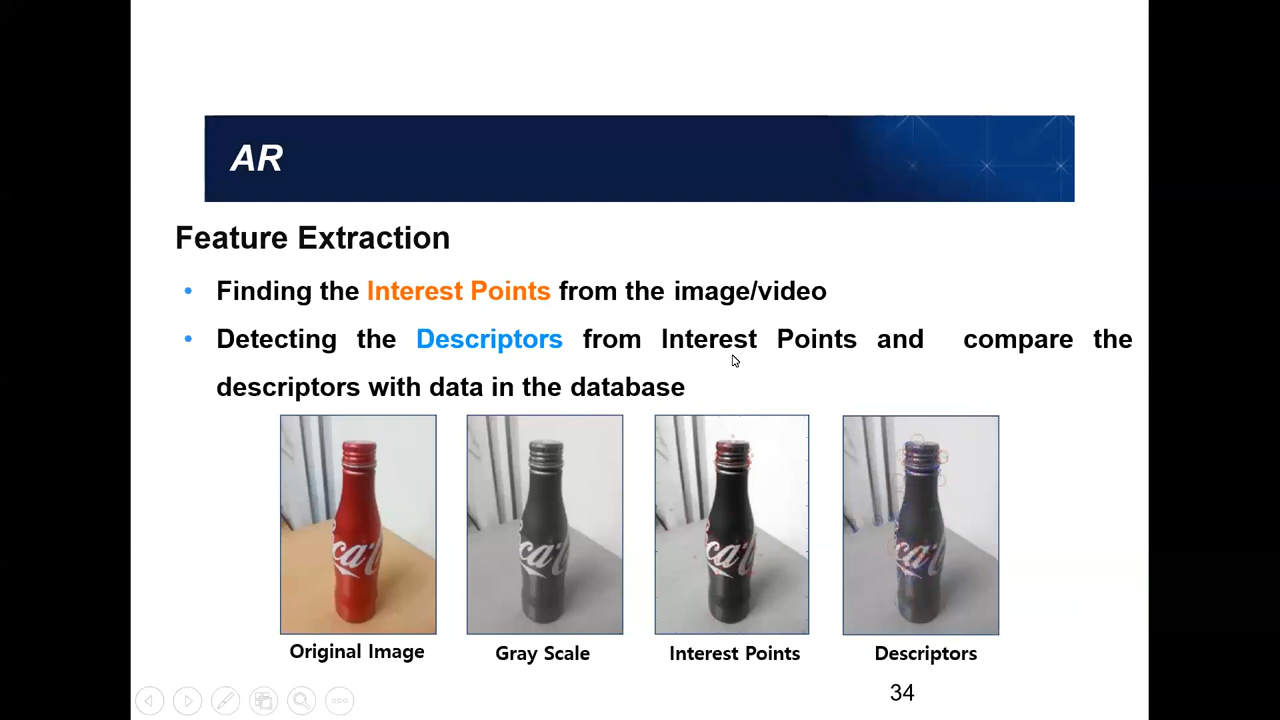 AR
Feature Extraction
• Finding the Interest Points from the image/video
• Detecting the Descriptors from Interest Points and compare the
descriptors with data in the database
Original Image
Gray Scale
Interest Points
Descriptors
34